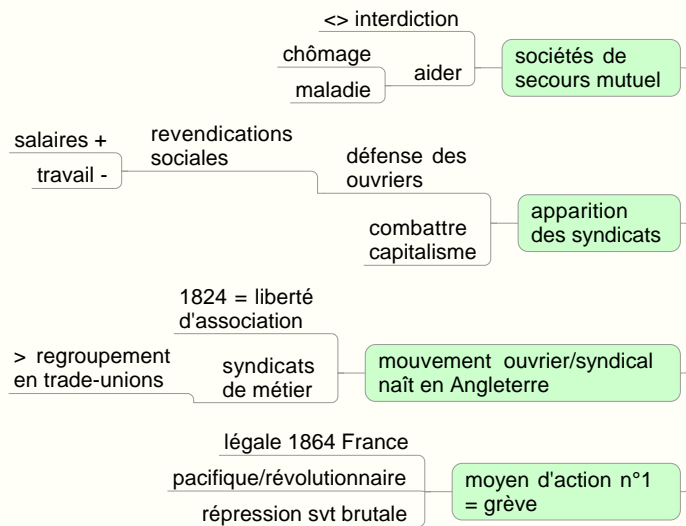 <> interdiction
chômage
maladie
aider
sociétés de
secours mutuel
salaires +
travail -
revendications
sociales
défense des
ouvriers
combattre
capitalisme
apparition
des syndicats
1824 = liberté
d'association
> regroupement
en trade-unions
syndicats
de métier
mouvement ouvrier/syndical
naît en Angleterre
légale 1864 France
pacifique/révolutionnaire
répression svt brutale
moyen d'action n°1
= grève